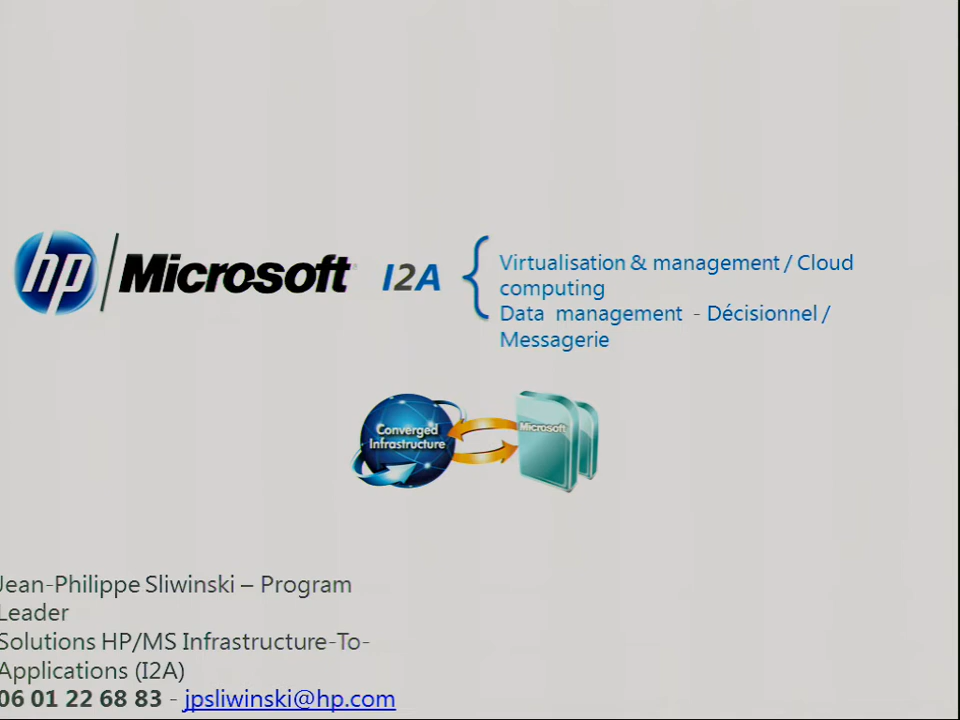 hp Microsoft I2A
Virtualisation & management / Cloud
computing
Data management - Décisionnel /
Messagerie
Converged
Infrastructure
Microsoft
Jean-Philippe Sliwinski – Program
Leader
Solutions HP/MS Infrastructure-To-
Applications (I2A)
06 01 22 68 83 - jpsliwinski@hp.com